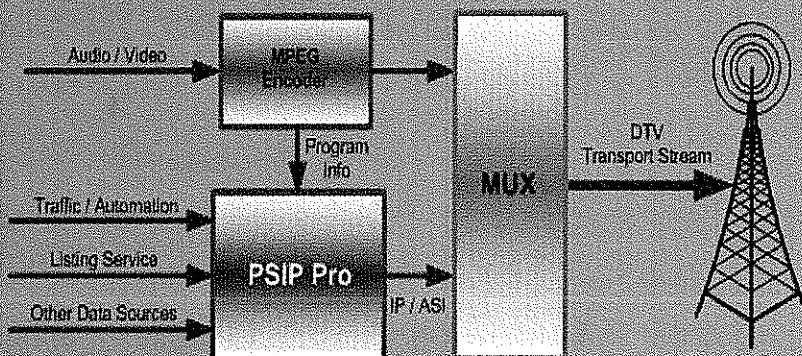 Audio / Video
MPEG
Encoder
Program
Info
DTV
Transport Stream
MUX
Traffic / Automation
Listing Service
PSIP Pro
IP / ASI
Other Data Sources